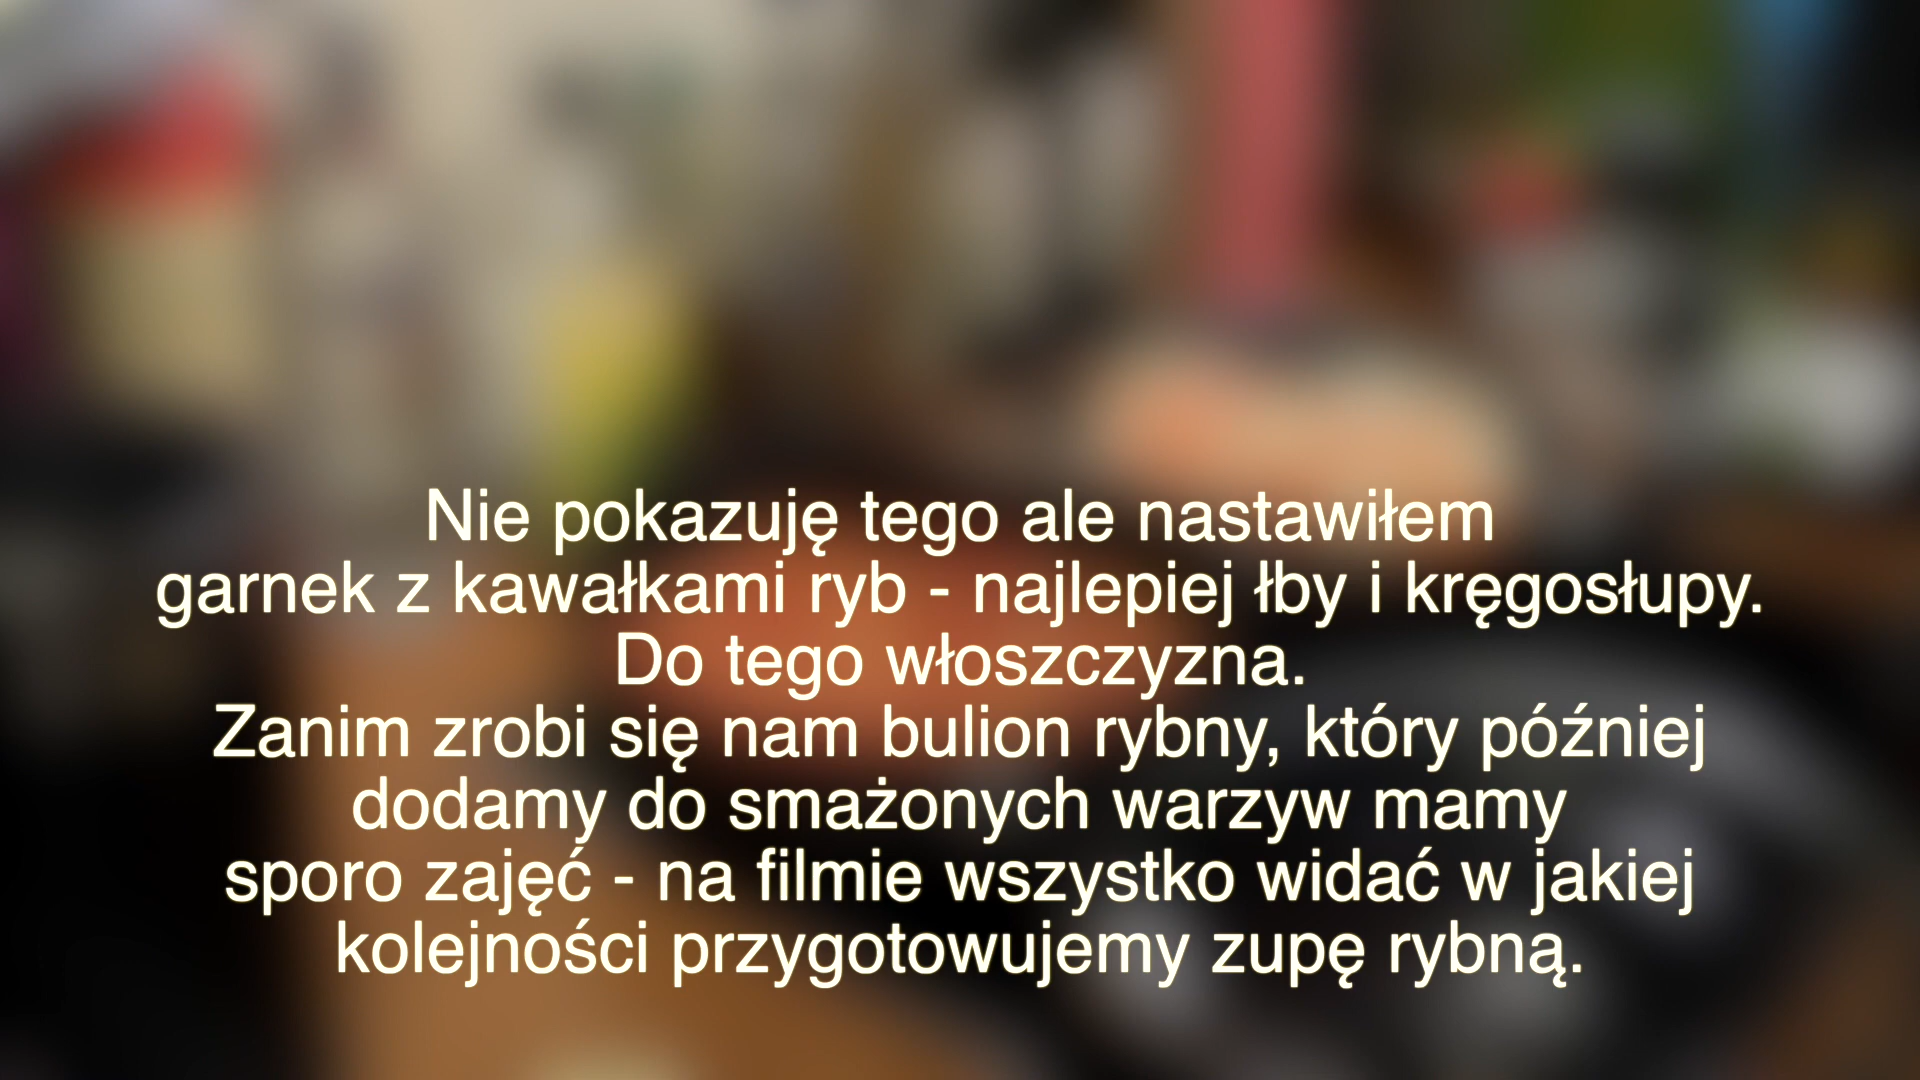 Nie pokazuję tego ale nastawiłem
garnek z kawałkami ryb - najlepiej łby i kręgosłupy.
Do tego włoszczyzna.
Zanim zrobi się nam bulion rybny, który później
dodamy do smażonych warzyw mamy
sporo zajęć - na filmie wszystko widać w jakiej
kolejności przygotowujemy zupę rybną.